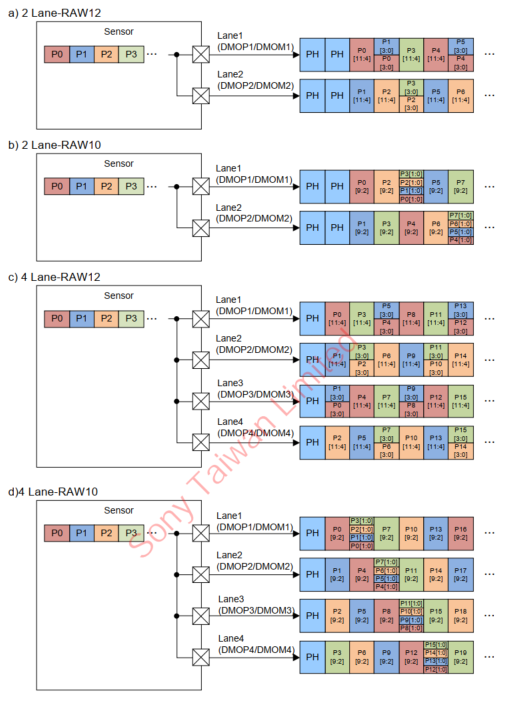 a) 2 Lane-RAW12
Sensor
P0 P1 P2 P3 ...
Lane1
(DMOP1/DMOM1)
PH PH P0 [11:4] P1 [3:0] P0 [3:0] P3 [11:4] P4 [11:4] P5 [3:0] P4 [3:0] ...
Lane2
(DMOP2/DMOM2)
PH PH P1 [11:4] P2 [11:4] P3 [3:0] P2 [3:0] P5 [11:4] P6 [11:4] ...
b) 2 Lane-RAW10
Sensor
P0 P1 P2 P3 ...
Lane1
(DMOP1/DMOM1)
PH PH P0 [9:2] P2 [9:2] P3[1:0] P2[1:0] P1[1:0] P0[1:0] P5 [9:2] P7 [9:2] ...
Lane2
(DMOP2/DMOM2)
PH PH P1 [9:2] P3 [9:2] P4 [9:2] P6 [9:2] P7[1:0] P6[1:0] P5[1:0] P4[1:0] ...
c) 4 Lane-RAW12
Sensor
P0 P1 P2 P3 ...
Lane1
(DMOP1/DMOM1)
PH P0 [11:4] P3 [11:4] P5 [3:0] P4 [3:0] P8 [11:4] P11 [11:4] P13 [3:0] P12 [3:0] ...
Lane2
(DMOP2/DMOM2)
PH P1 [11:4] P3 [3:0] P2 [3:0] P6 [11:4] P9 [11:4] P11 [3:0] P10 [3:0] P14 [11:4] ...
Lane3
(DMOP3/DMOM3)
PH P1 [3:0] P0 [3:0] P4 [11:4] P7 [11:4] P9 [3:0] P8 [3:0] P12 [11:4] P15 [11:4] ...
Lane4
(DMOP4/DMOM4)
PH P2 [11:4] P5 [11:4] P7 [3:0] P6 [3:0] P10 [11:4] P13 [11:4] P15 [3:0] P14 [3:0] ...
d)4 Lane-RAW10
Sensor
P0 P1 P2 P3 ...
Lane1
(DMOP1/DMOM1)
PH P0 [9:2] P3[1:0] P2[1:0] P1[1:0] P0[1:0] P7 [9:2] P10 [9:2] P13 [9:2] P16 [9:2] ...
Lane2
(DMOP2/DMOM2)
PH P1 [9:2] P4 [9:2] P7[1:0] P6[1:0] P5[1:0] P4[1:0] P11 [9:2] P14 [9:2] P17 [9:2] ...
Lane3
(DMOP3/DMOM3)
PH P2 [9:2] P5 [9:2] P8 [9:2] P11[1:0] P10[1:0] P9[1:0] P8[1:0] P15 [9:2] P18 [9:2] ...
Lane4
(DMOP4/DMOM4)
PH P3 [9:2] P6 [9:2] P9 [9:2] P12 [9:2] P15[1:0] P14[1:0] P13[1:0] P12[1:0] P19 [9:2] ...
Sony Taiwan Limited